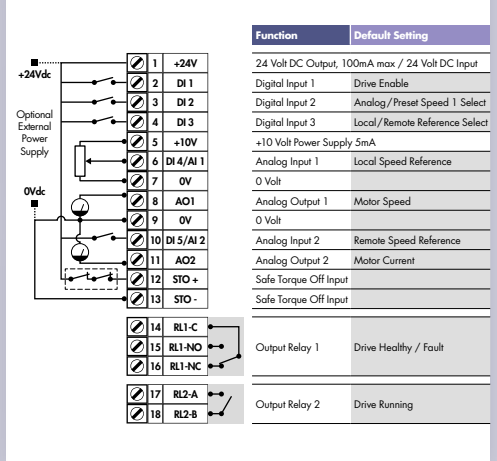 Function Default Setting
+24Vdc
Optional
External
Power
Supply
0Vdc
1 +24V 24 Volt DC Output, 100mA max / 24 Volt DC Input
2 DI 1 Digital Input 1 Drive Enable
3 DI 2 Digital Input 2 Analog/Preset Speed 1 Select
4 DI 3 Digital Input 3 Local/Remote Reference Select
5 +10V +10 Volt Power Supply 5mA
6 DI 4/AI 1 Analog Input 1 Local Speed Reference
7 0V 0 Volt
8 AO1 Analog Output 1 Motor Speed
9 0V 0 Volt
10 DI 5/AI 2 Analog Input 2 Remote Speed Reference
11 AO2 Analog Output 2 Motor Current
12 STO + Safe Torque Off Input
13 STO - Safe Torque Off Input
14 RL1-C
15 RL1-NO Output Relay 1 Drive Healthy / Fault
16 RL1-NC
17 RL2-A
Output Relay 2 Drive Running
18 RL2-B